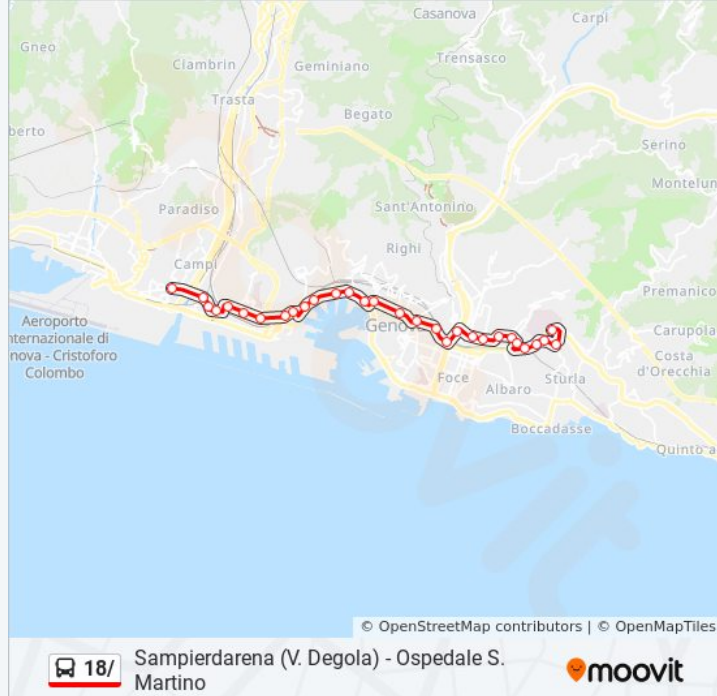 Casanova
Carpi
Gneo
Ciambrin
Geminiano
Trensasco
Trasta
Begato
berto
Serino
Montelun
Paradiso
Sant'Antonino
Righi
Campi
Premanico
Aeroporto
nternazionale di
nova - Cristoforo
Colombo
Genov
Carupola
Costa
d'Orecchia
Foce
Sturla
Albaro
Boccadasse
Quinto a
© OpenStreetMap contributors | © OpenMapTiles
18/
Sampierdarena (V. Degola) - Ospedale S.
Martino
moovit